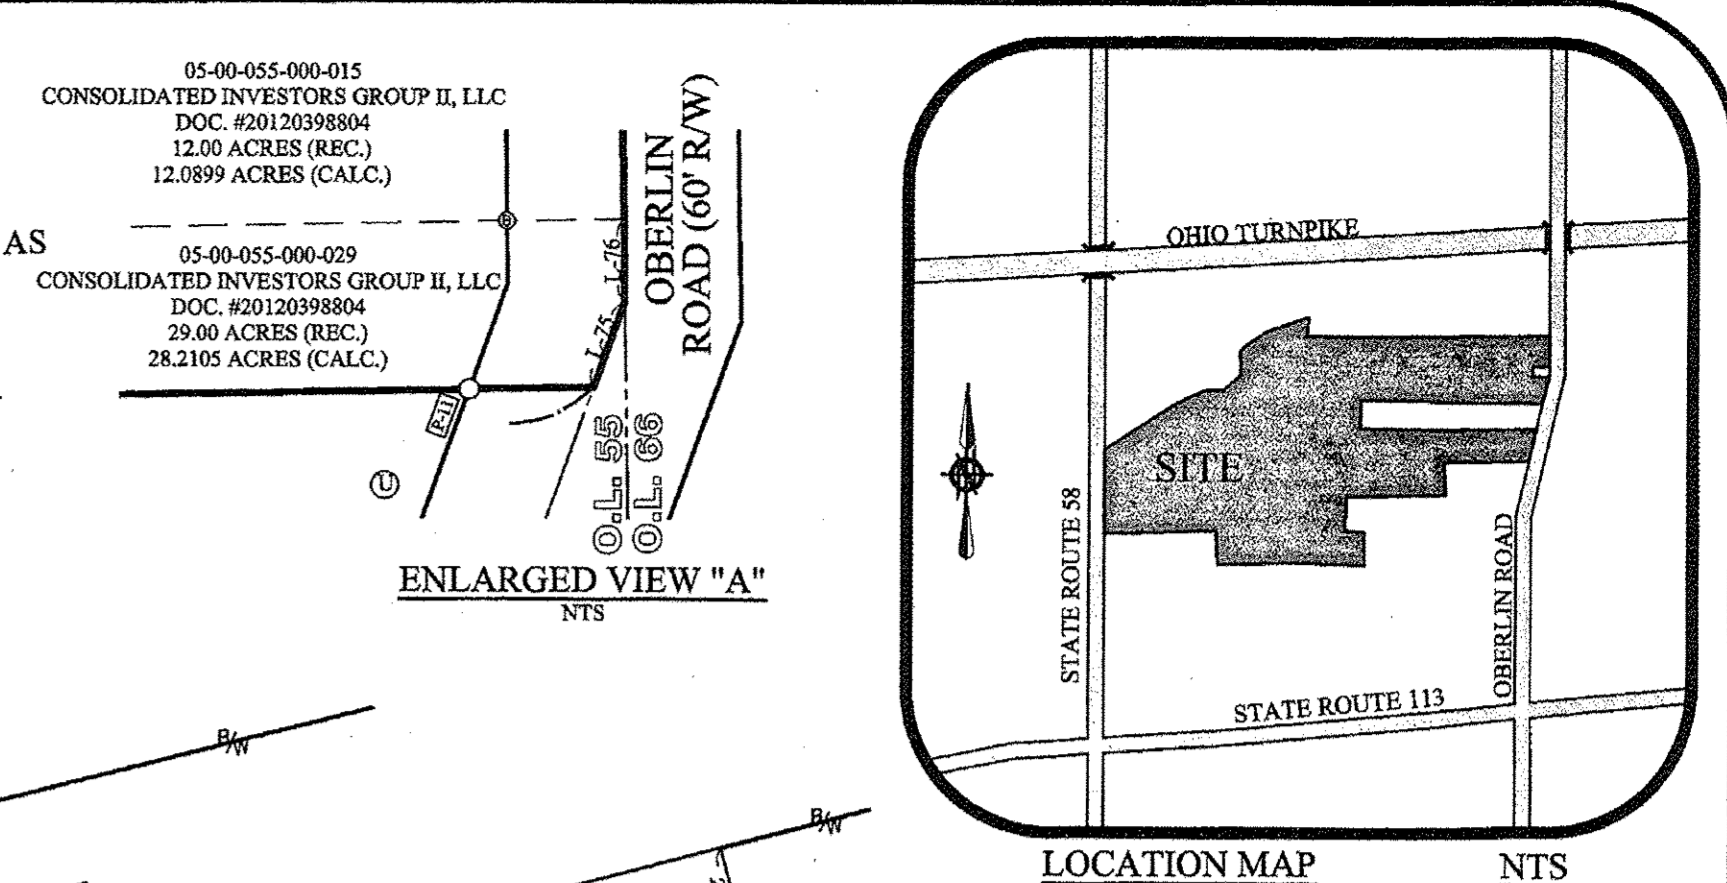 05-00-055-000-015
CONSOLIDATED INVESTORS GROUP II, LLC
DOC. #20120398804
12.00 ACRES (REC.)
12.0899 ACRES (CALC.)
AS
05-00-055-000-029
CONSOLIDATED INVESTORS GROUP II, LLC
DOC. #20120398804
29.00 ACRES (REC.)
28.2105 ACRES (CALC.)
B
L-76
L-75
OBERLIN
ROAD (60' R/W)
P-11
U
O.L. 55
O.L. 66
ENLARGED VIEW "A"
NTS
R/W
R/W
OHIO TURNPIKE
SITE
STATE ROUTE 58
OBERLIN ROAD
STATE ROUTE 113
LOCATION MAP
NTS